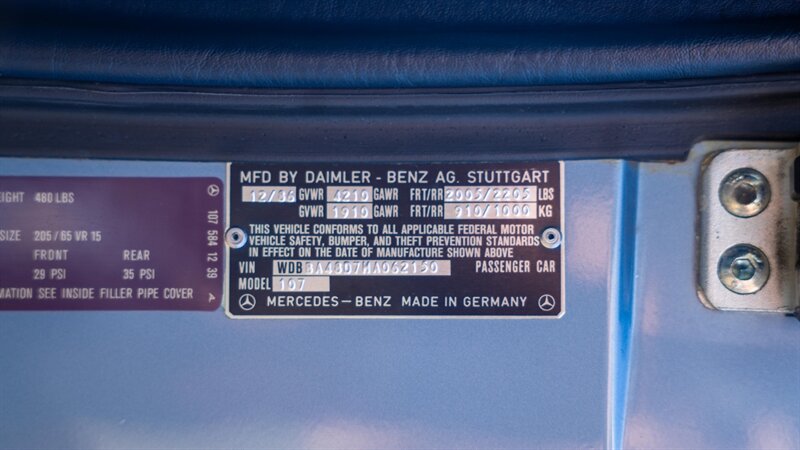 EIGHT 480 LBS
SIZE 205/65 VR 15
FRONT REAR
29 PSI 35 PSI
MATION SEE INSIDE FILLER PIPE COVER
107 584 12 39
A
MFD BY DAIMLER - BENZ AG. STUTTGART
12/86 GVWR 4210 GAWR FRT/RR 2005/2205 LBS
GVWR 1910 GAWR FRT/RR 910/1000 KG
THIS VEHICLE CONFORMS TO ALL APPLICABLE FEDERAL MOTOR
VEHICLE SAFETY, BUMPER, AND THEFT PREVENTION STANDARDS
IN EFFECT ON THE DATE OF MANUFACTURE SHOWN ABOVE
VIN WDBBA48D7HA062150 PASSENGER CAR
MODEL 107
MERCEDES-BENZ MADE IN GERMANY